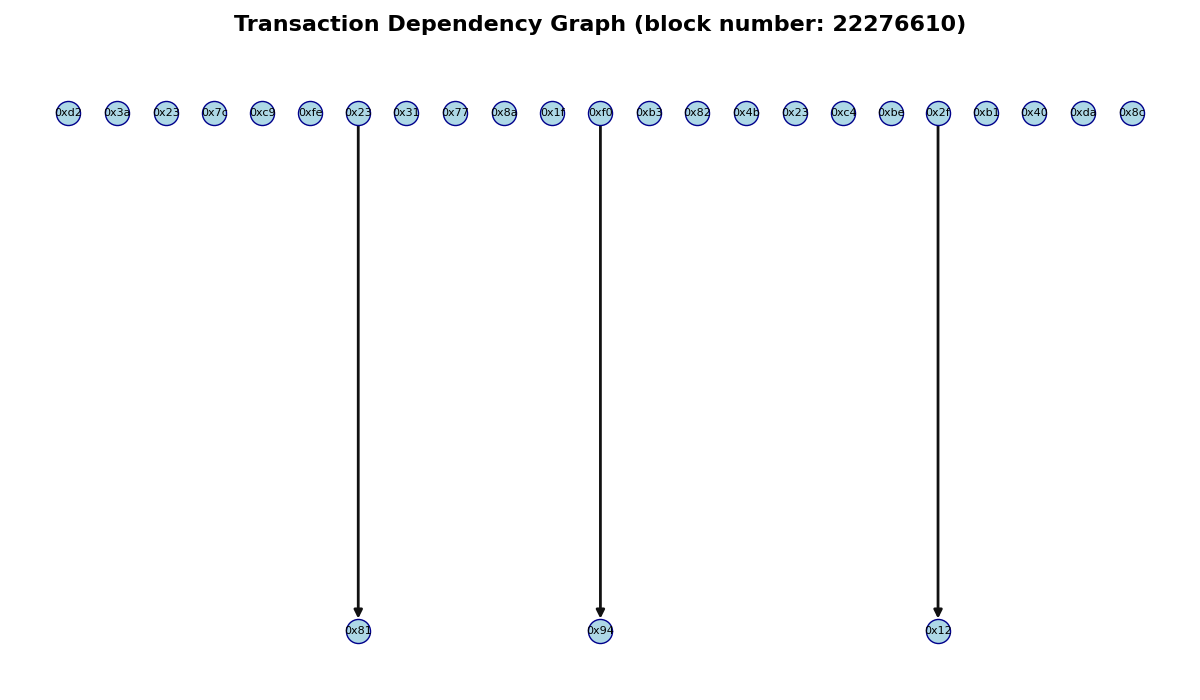 Transaction Dependency Graph (block number: 22276610)
0xd2 0x3a 0x23 0x7c 0xc9 0xfe 0x23 0x31 0x77 0x8a 0x1f 0xf0 0xb3 0x82 0x4b 0x23 0xc4 0xbe 0x2f 0xb1 0x40 0xda 0x8c
0x81 0x94 0x12